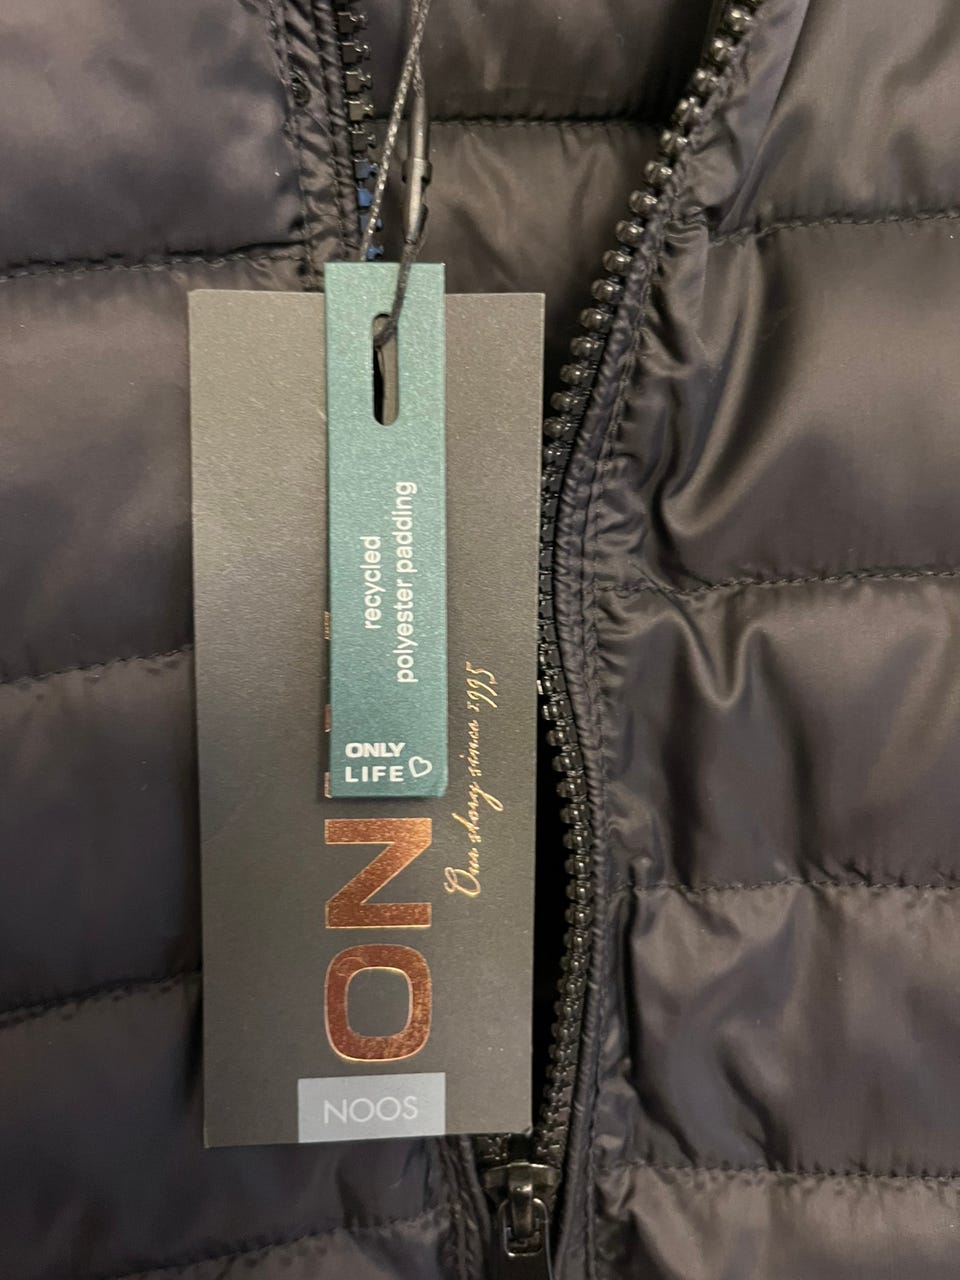 recycled
polyester padding
ONLY
LIFE
Our story since 1995
ON
NOOS